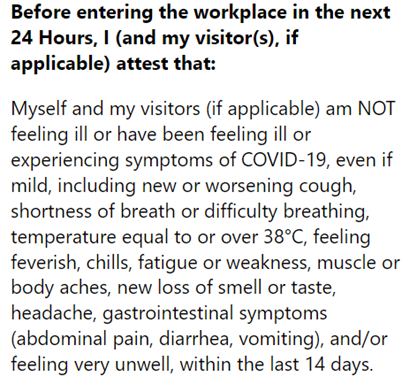 Before entering the workplace in the next
24 Hours, I (and my visitor(s), if
applicable) attest that:
Myself and my visitors (if applicable) am NOT
feeling ill or have been feeling ill or
experiencing symptoms of COVID-19, even if
mild, including new or worsening cough,
shortness of breath or difficulty breathing,
temperature equal to or over 38°C, feeling
feverish, chills, fatigue or weakness, muscle or
body aches, new loss of smell or taste,
headache, gastrointestinal symptoms
(abdominal pain, diarrhea, vomiting), and/or
feeling very unwell, within the last 14 days.